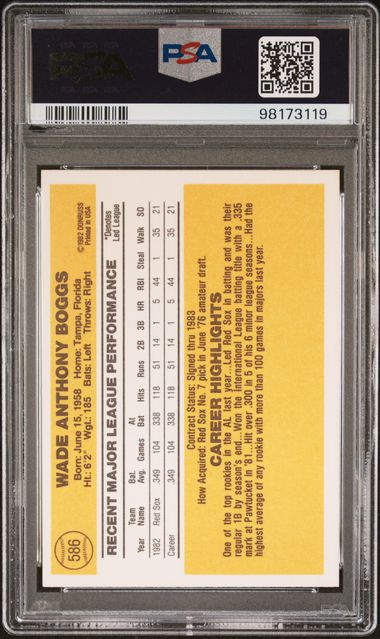 PSA
PSA
98173119
586
WADE ANTHONY BOGGS
©1982 DONRUSS
Printed in USA
Born: June 15, 1958 Home: Tampa, Florida
Ht.: 6'2" Wgt.: 185 Bats: Left Throws: Right
RECENT MAJOR LEAGUE PERFORMANCE
*Denotes
Led League
Year Team Name Bat. Avg. Games At Bat Hits Runs 2B 3B HR RBI Steal Walk SO
1982 Red Sox .349 104 338 118 51 14 1 5 44 1 35 21
Career .349 104 338 118 51 14 1 5 44 1 35 21
Contract Status: Signed thru 1983
How Acquired: Red Sox No. 7 pick in June '76 amateur draft.
CAREER HIGHLIGHTS
One of the top rookies in the AL last year...Led Red Sox in batting and was their
regular 1B by season's end... Won the International League batting title with a .335
mark at Pawtucket in '81...Hit over .300 in 5 of his 6 minor league seasons...Had the
highest average of any rookie with more than 100 games in majors last year.